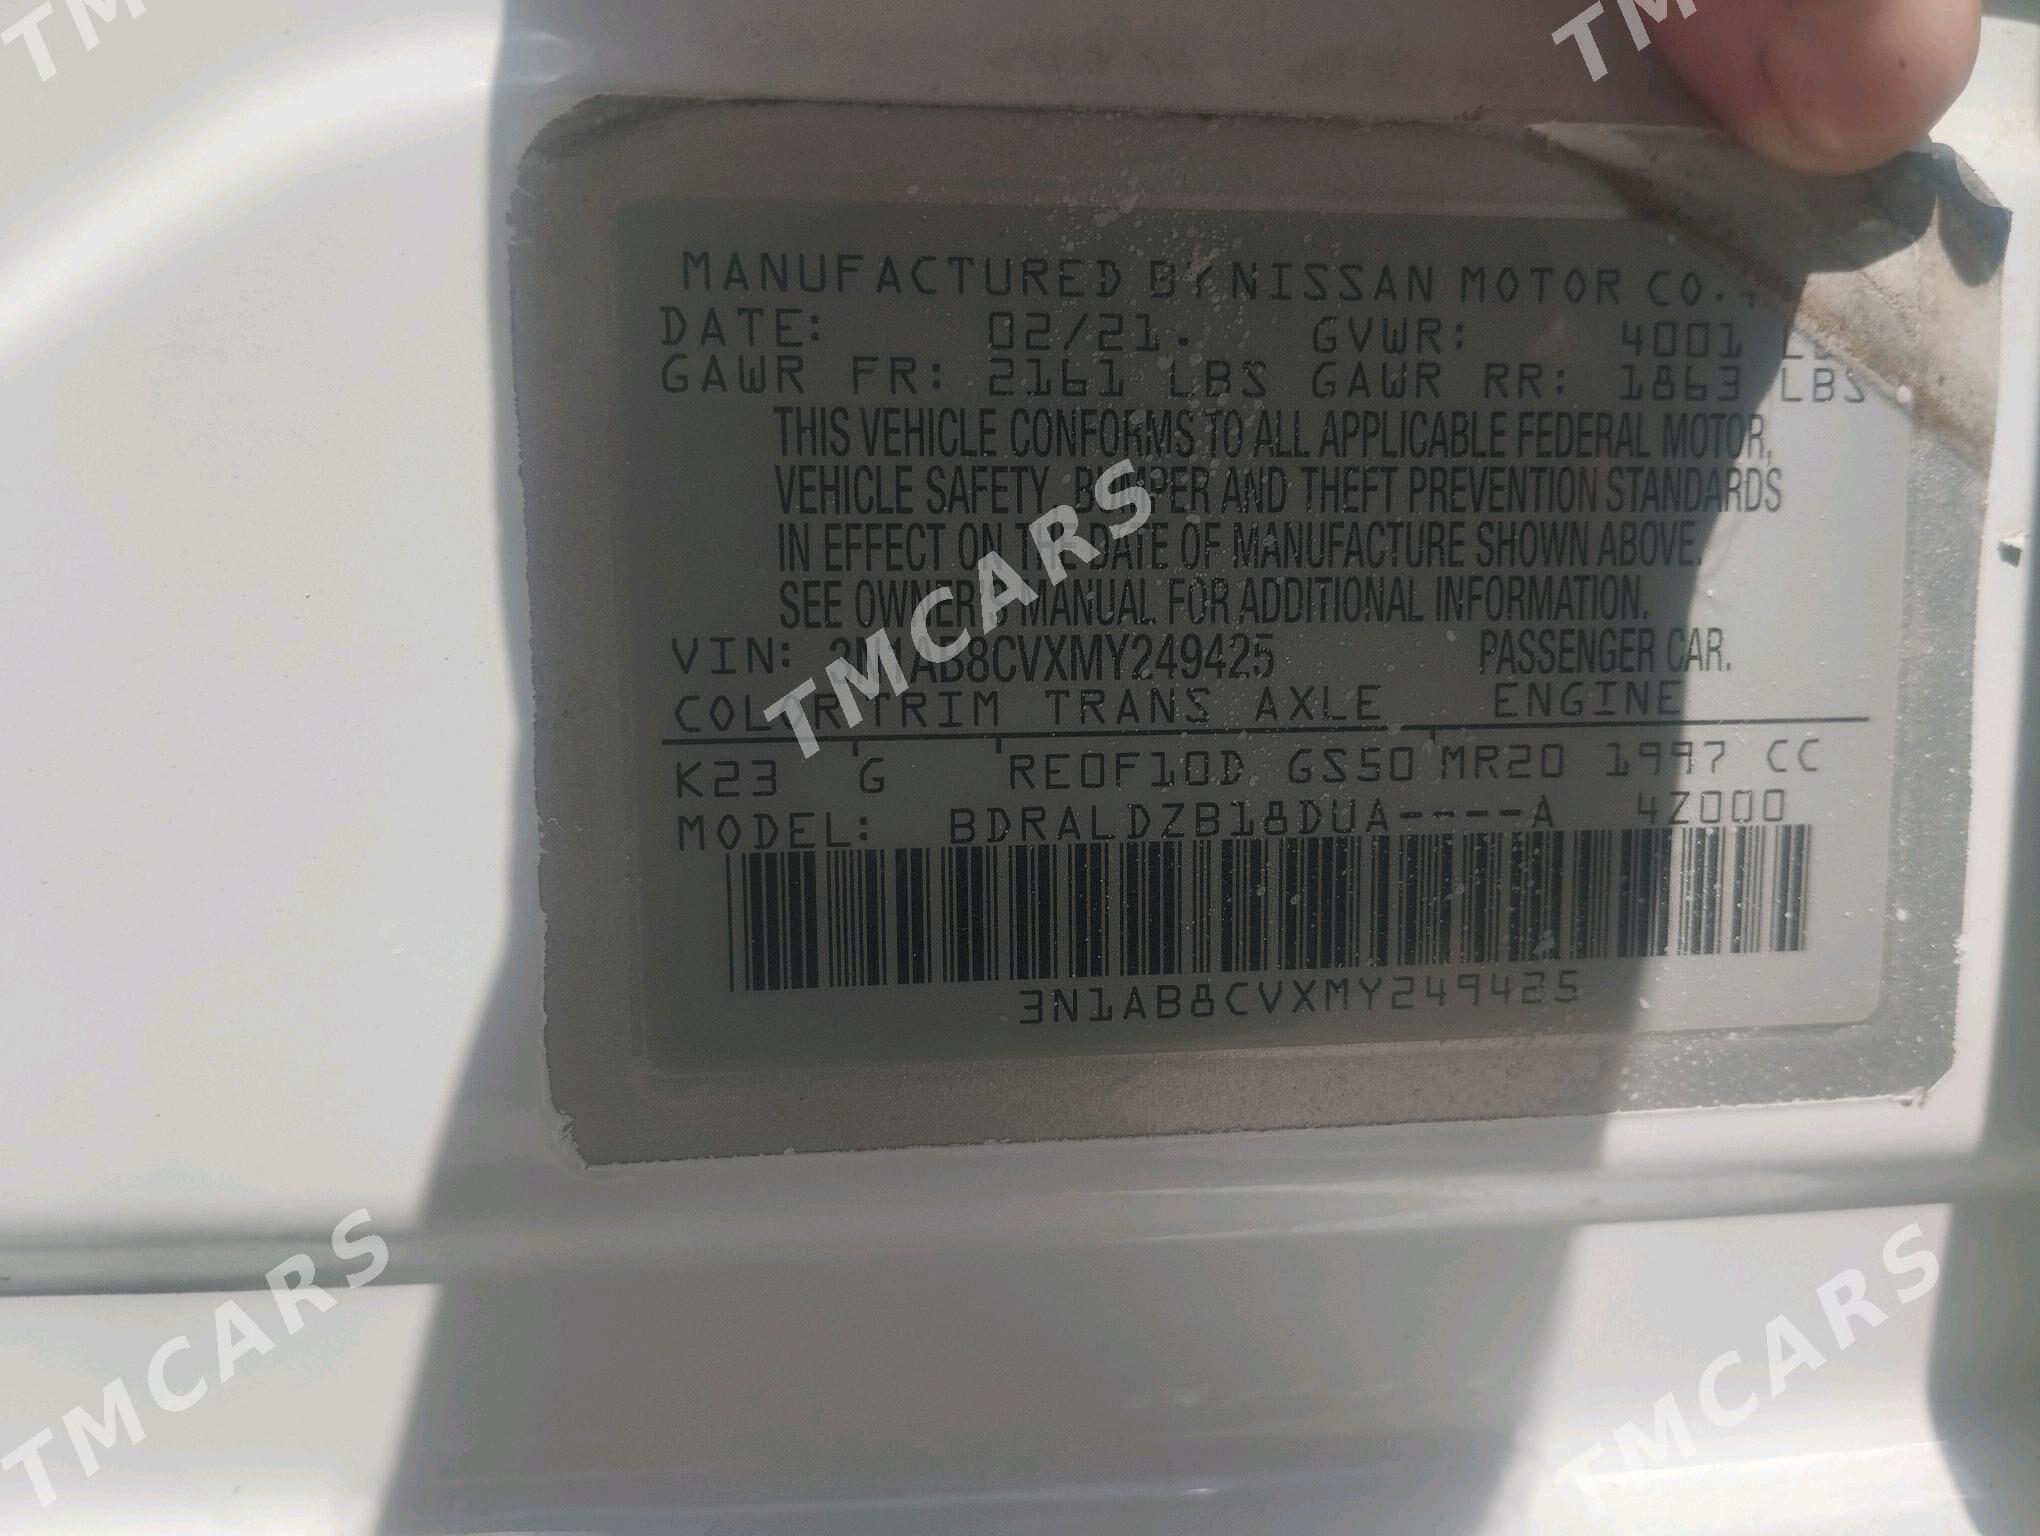 MANUFACTURED BY NISSAN MOTOR CO.,
DATE: 02/21. GVWR: 4001
GAWR FR: 2161 LBS GAWR RR: 1863 LBS
THIS VEHICLE CONFORMS TO ALL APPLICABLE FEDERAL MOTOR,
VEHICLE SAFETY, BUMPER AND THEFT PREVENTION STANDARDS
IN EFFECT ON THE DATE OF MANUFACTURE SHOWN ABOVE.
SEE OWNER'S MANUAL FOR ADDITIONAL INFORMATION.
VIN: 3N1AB8CVXMY249425 PASSENGER CAR.
COLOR TRIM TRANS AXLE ENGINE
K23 G RE0F10D GS50 MR20 1997 CC
MODEL: BDRALDZB18DUA----A 4Z000
3N1AB8CVXMY249425
TMCARS
TMCARS
TMCARS